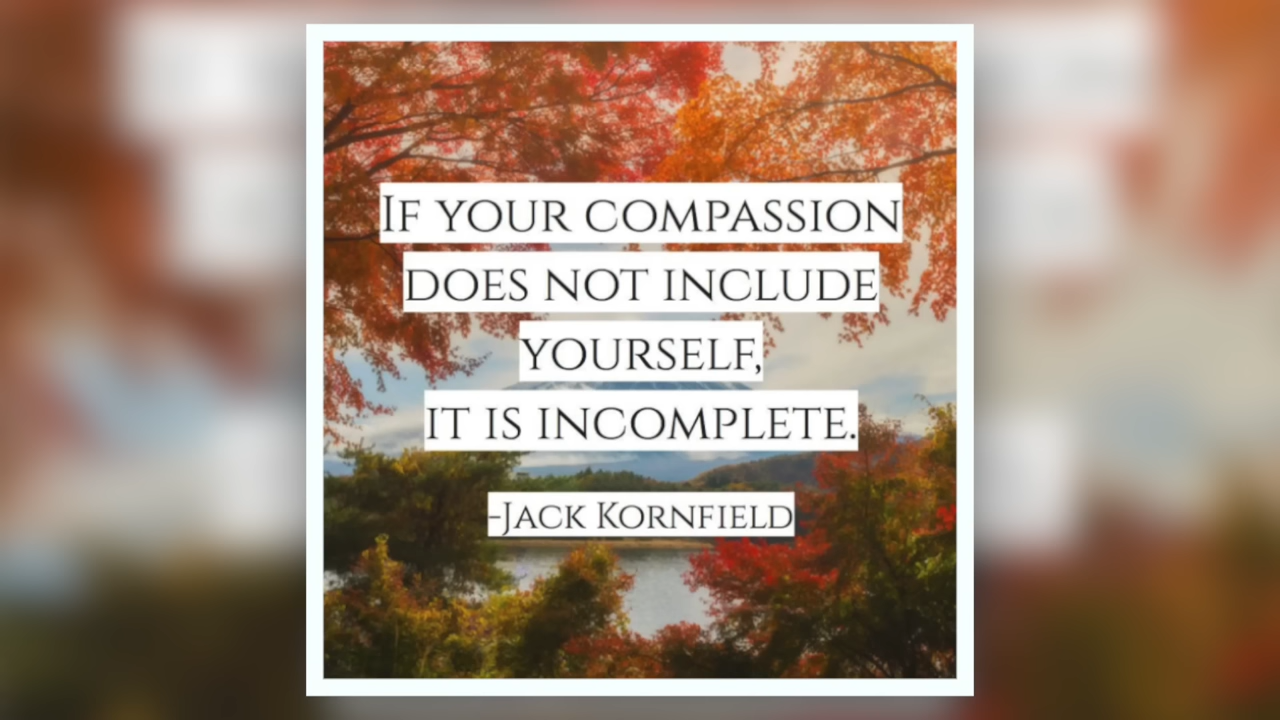 If your compassion
does not include
yourself,
it is incomplete.
-Jack Kornfield